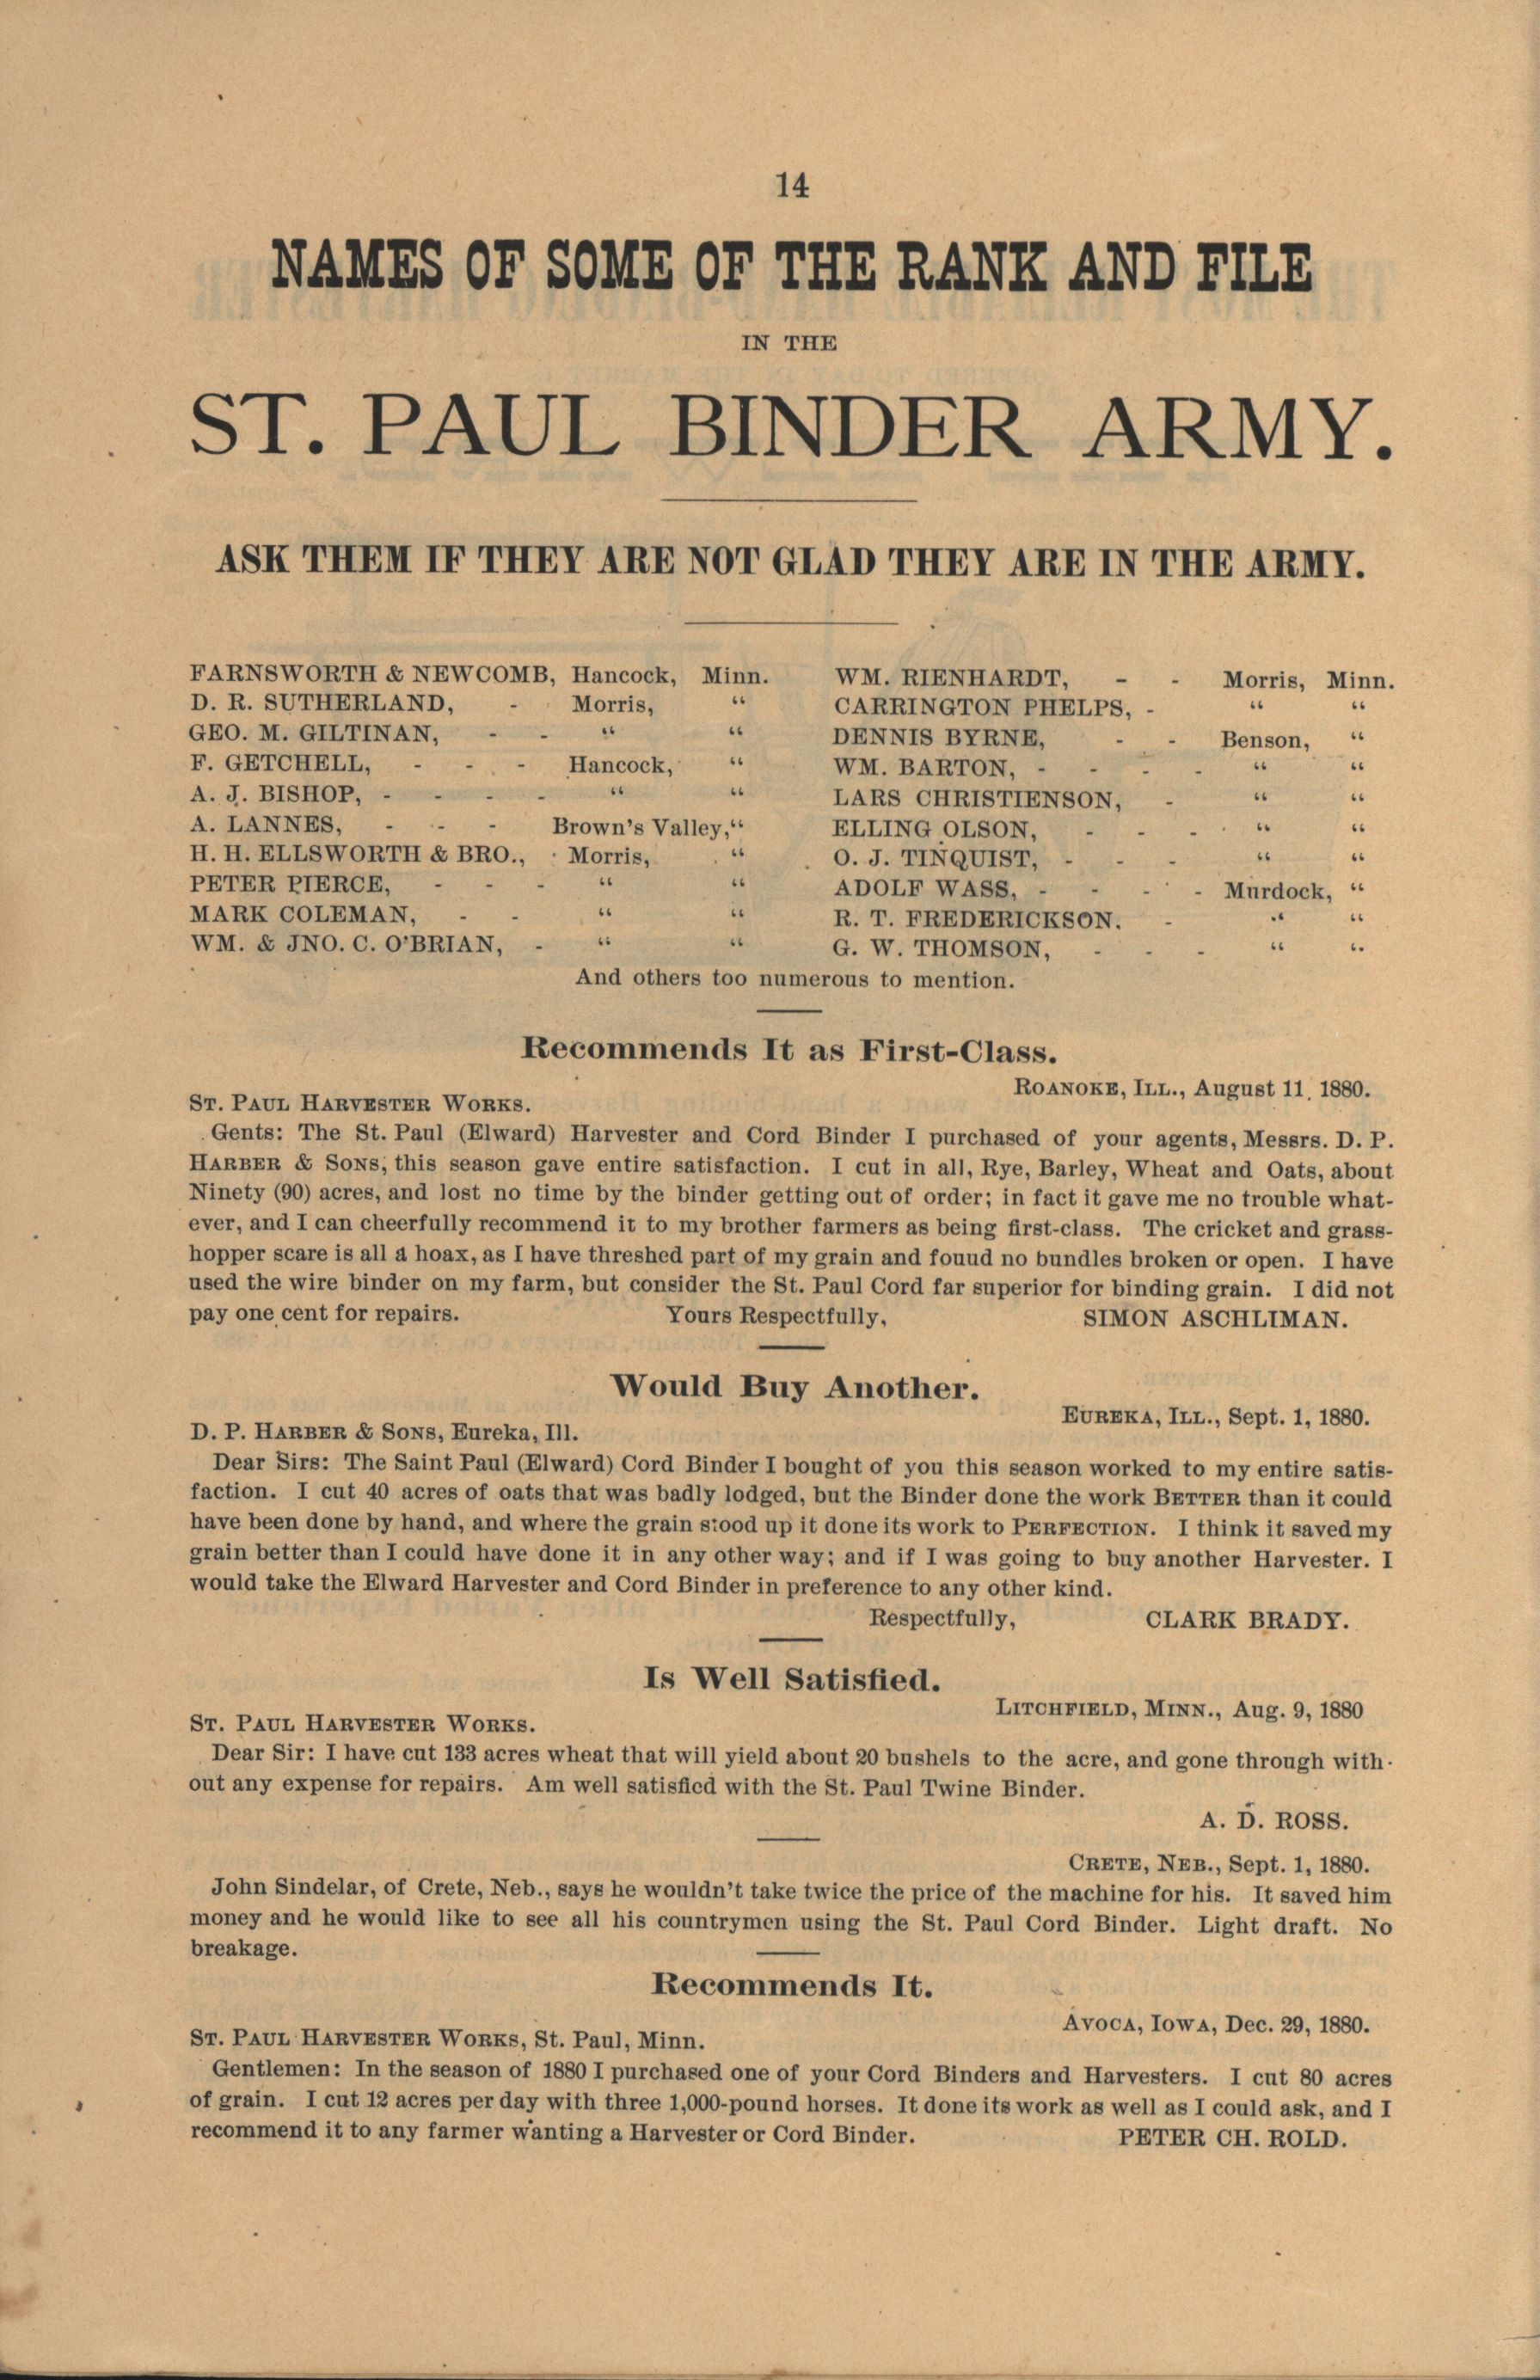 14
NAMES OF SOME OF THE RANK AND FILE
IN THE
ST. PAUL BINDER ARMY.
ASK THEM IF THEY ARE NOT GLAD THEY ARE IN THE ARMY.
FARNSWORTH & NEWCOMB, Hancock, Minn.
D. R. SUTHERLAND, - Morris, “
GEO. M. GILTINAN, - - “ “
F. GETCHELL, - - - Hancock, “
A. J. BISHOP, - - - - “ “
A. LANNES, - - - Brown's Valley, “
H. H. ELLSWORTH & BRO., Morris, “
PETER PIERCE, - - - “ “
MARK COLEMAN, - - “ “
WM. & JNO. C. O'BRIAN, - “ “
WM. RIENHARDT, - - Morris, Minn.
CARRINGTON PHELPS, - “ “
DENNIS BYRNE, - - Benson, “
WM. BARTON, - - - - “ “
LARS CHRISTIENSON, - “ “
ELLING OLSON, - - - “ “
O. J. TINQUIST, - - - “ “
ADOLF WASS, - - - - Murdock, “
R. T. FREDERICKSON. - “ “
G. W. THOMSON, - - - “ “
And others too numerous to mention.
Recommends It as First-Class.
ROANOKE, ILL., August 11, 1880.
ST. PAUL HARVESTER WORKS.
Gents: The St. Paul (Elward) Harvester and Cord Binder I purchased of your agents, Messrs. D. P.
HARBER & SONS, this season gave entire satisfaction. I cut in all, Rye, Barley, Wheat and Oats, about
Ninety (90) acres, and lost no time by the binder getting out of order; in fact it gave me no trouble what-
ever, and I can cheerfully recommend it to my brother farmers as being first-class. The cricket and grass-
hopper scare is all a hoax, as I have threshed part of my grain and fouud no bundles broken or open. I have
used the wire binder on my farm, but consider the St. Paul Cord far superior for binding grain. I did not
pay one cent for repairs. Yours Respectfully, SIMON ASCHLIMAN.
Would Buy Another.
EUREKA, ILL., Sept. 1, 1880.
D. P. HARBER & SONS, Eureka, Ill.
Dear Sirs: The Saint Paul (Elward) Cord Binder I bought of you this season worked to my entire satis-
faction. I cut 40 acres of oats that was badly lodged, but the Binder done the work BETTER than it could
have been done by hand, and where the grain stood up it done its work to PERFECTION. I think it saved my
grain better than I could have done it in any other way; and if I was going to buy another Harvester. I
would take the Elward Harvester and Cord Binder in preference to any other kind.
Respectfully, CLARK BRADY.
Is Well Satisfied.
LITCHFIELD, MINN., Aug. 9, 1880
ST. PAUL HARVESTER WORKS.
Dear Sir: I have cut 133 acres wheat that will yield about 20 bushels to the acre, and gone through with-
out any expense for repairs. Am well satisfied with the St. Paul Twine Binder.
A. D. ROSS.
CRETE, NEB., Sept. 1, 1880.
John Sindelar, of Crete, Neb., says he wouldn't take twice the price of the machine for his. It saved him
money and he would like to see all his countrymen using the St. Paul Cord Binder. Light draft. No
breakage.
Recommends It.
AVOCA, IOWA, Dec. 29, 1880.
ST. PAUL HARVESTER WORKS, St. Paul, Minn.
Gentlemen: In the season of 1880 I purchased one of your Cord Binders and Harvesters. I cut 80 acres
of grain. I cut 12 acres per day with three 1,000-pound horses. It done its work as well as I could ask, and I
recommend it to any farmer wanting a Harvester or Cord Binder. PETER CH. ROLD.